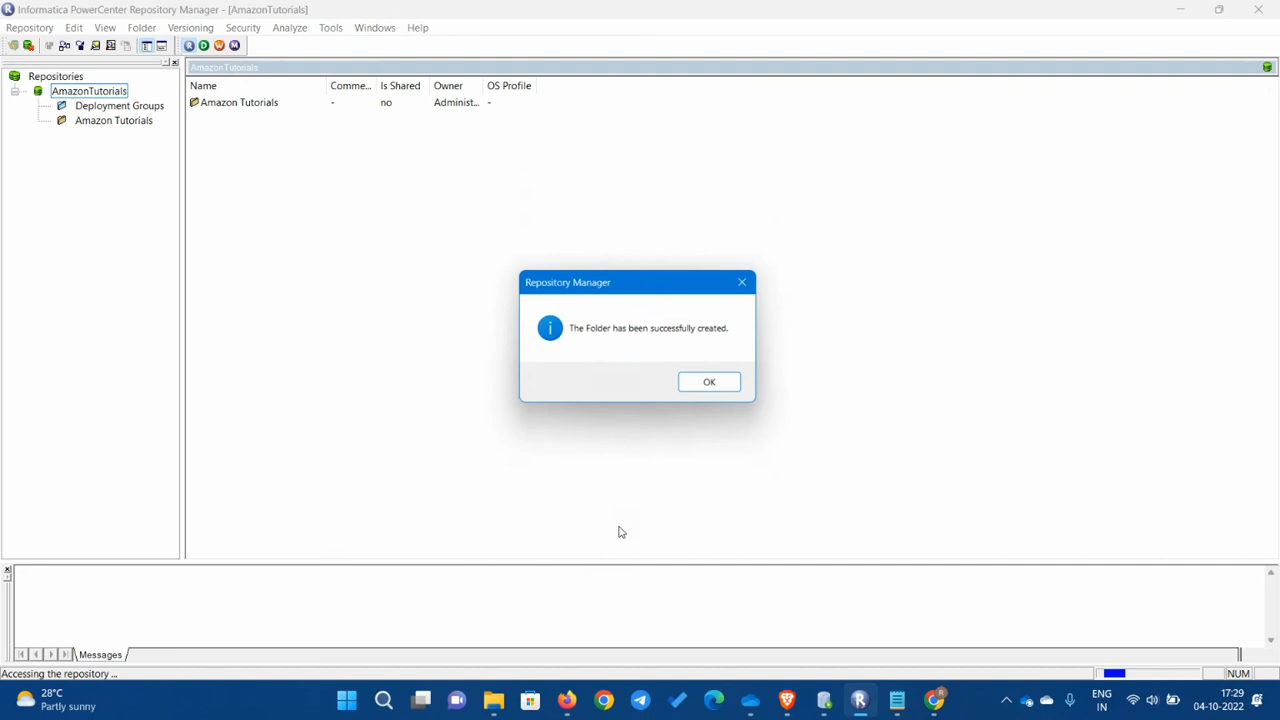 Informatica PowerCenter Repository Manager - [AmazonTutorials]
Repository Edit View Folder Versioning Security Analyze Tools Windows Help
R D W M
Repositories
AmazonTutorials
Deployment Groups
Amazon Tutorials
AmazonTutorials
Name Comme... Is Shared Owner OS Profile
Amazon Tutorials - no Administ... -
Repository Manager
The Folder has been successfully created.
OK
Messages
Accessing the repository ... NUM
28°C
Partly sunny
ENG
IN
17:29
04-10-2022